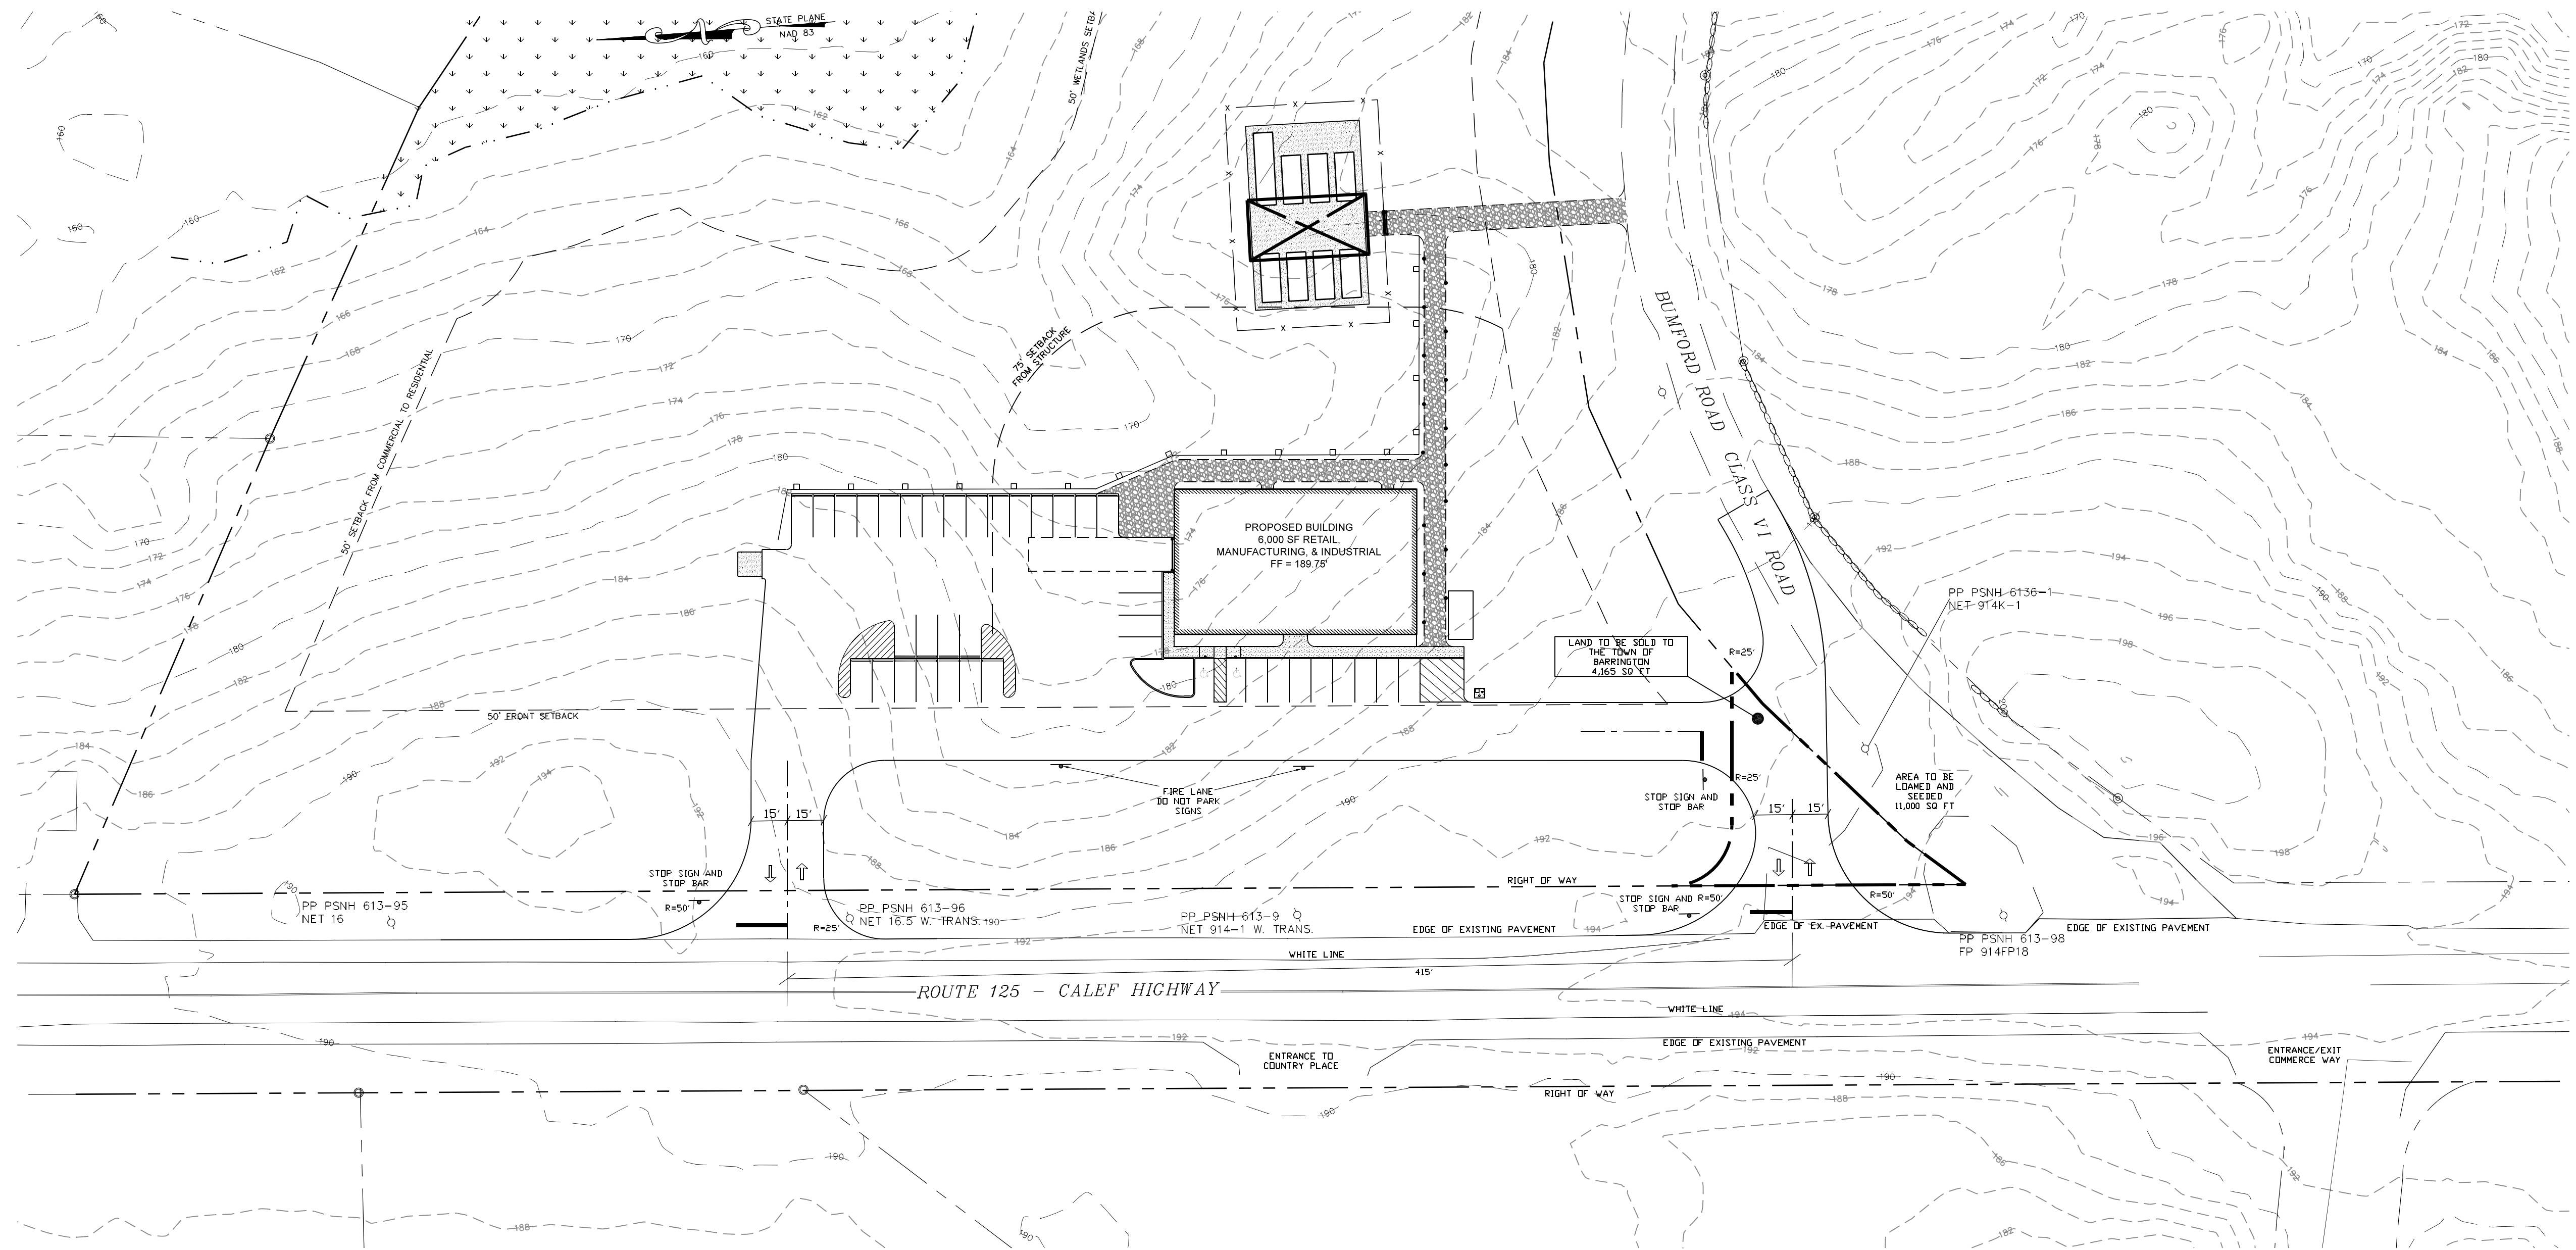 STATE PLANE
NAD 83
50' WETLANDS SETBA
50' SETBACK FROM COMMERCIAL TO RESIDENTIAL
75' SETBACK
FROM STRUCTURE
BUMFORD ROAD CLASS VI ROAD
PROPOSED BUILDING
6,000 SF RETAIL,
MANUFACTURING, & INDUSTRIAL
FF = 189.75'
PP PSNH 6136-1
NET 914K-1
LAND TO BE SOLD TO
THE TOWN OF
BARRINGTON
4,165 SQ FT
R=25'
50' FRONT SETBACK
R=25'
FIRE LANE
DO NOT PARK
SIGNS
STOP SIGN AND
STOP BAR
AREA TO BE
LOAMED AND
SEEDED
11,000 SQ FT
15' 15'
15' 15'
STOP SIGN AND
STOP BAR
R=50'
RIGHT OF WAY
PP PSNH 613-95
NET 16
PP PSNH 613-96
NET 16.5 W. TRANS.
R=25'
PP PSNH 613-9
NET 914-1 W. TRANS.
STOP SIGN AND R=50'
STOP BAR
R=50'
EDGE OF EXISTING PAVEMENT
EDGE OF EX. PAVEMENT
EDGE OF EXISTING PAVEMENT
PP PSNH 613-98
FP 914FP18
WHITE LINE
415'
ROUTE 125 - CALEF HIGHWAY
WHITE LINE
EDGE OF EXISTING PAVEMENT
ENTRANCE TO
COUNTRY PLACE
ENTRANCE/EXIT
COMMERCE WAY
RIGHT OF WAY